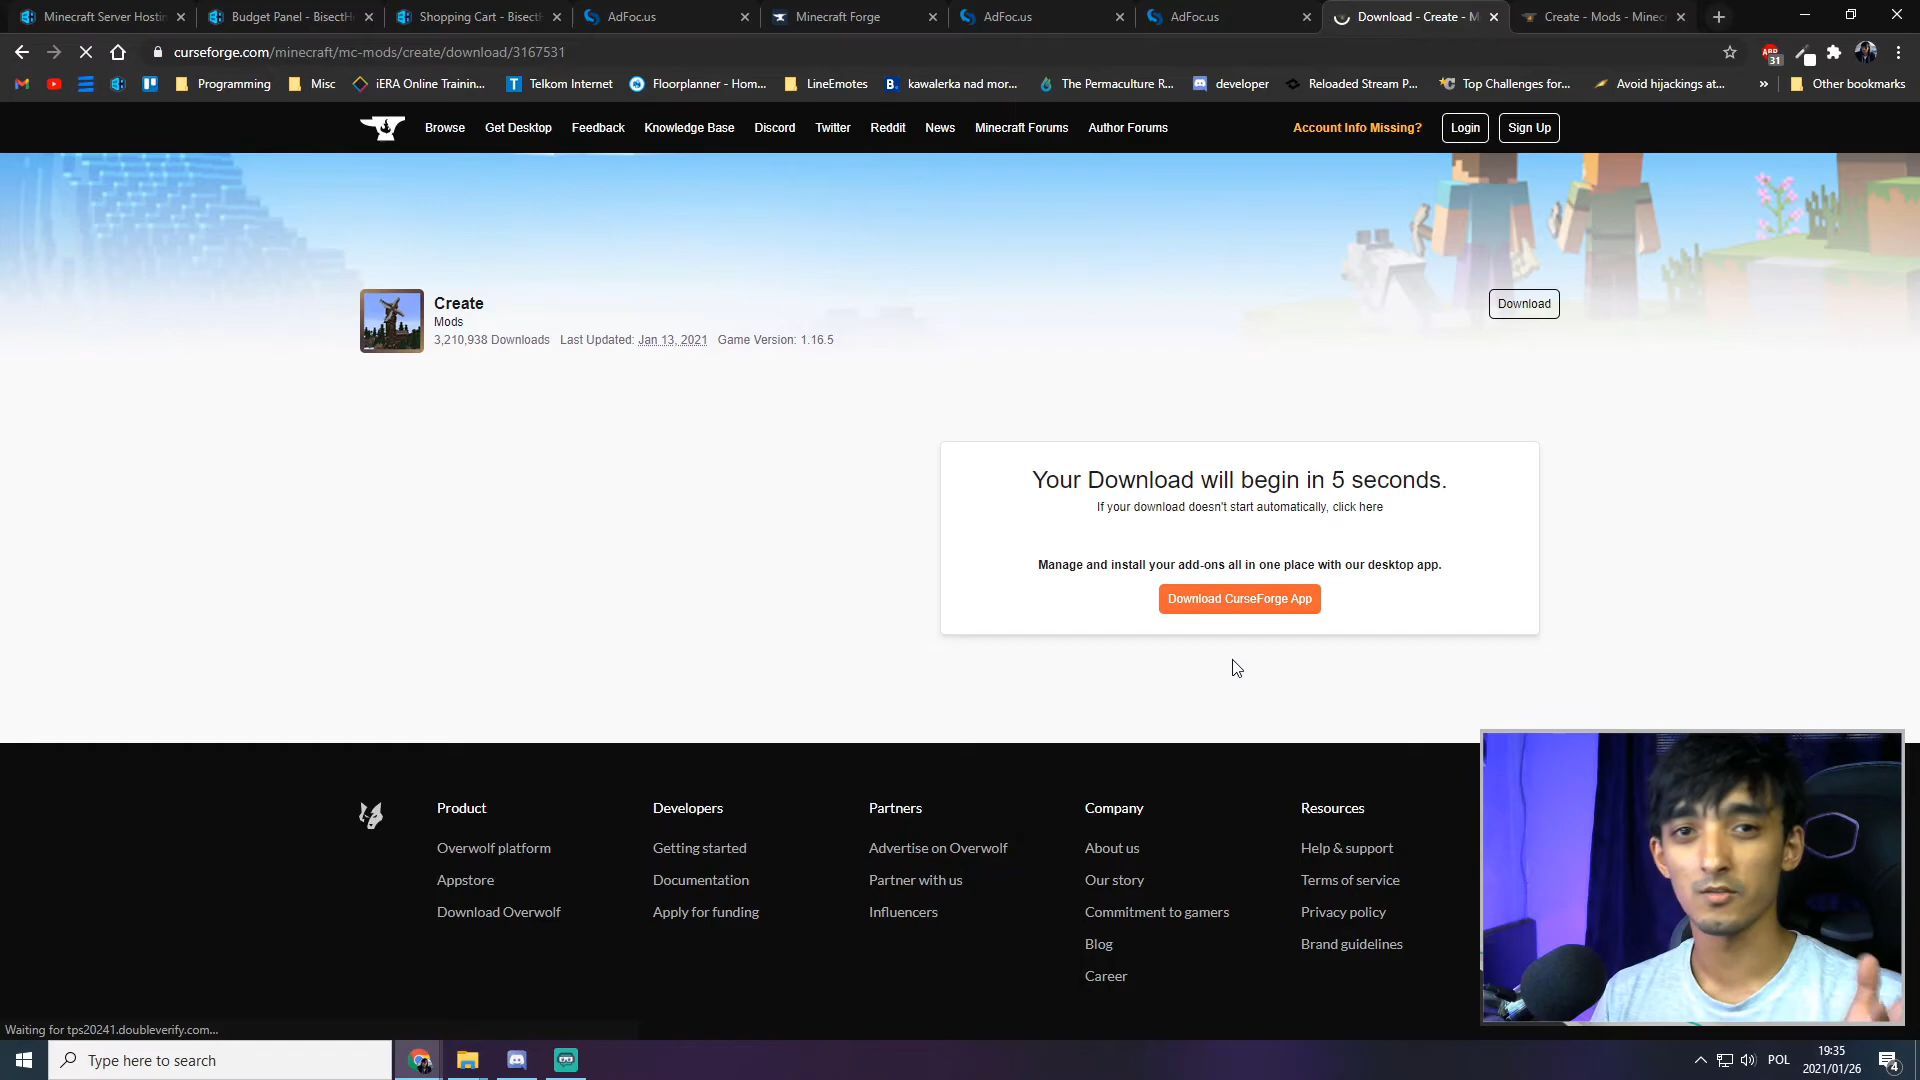 Minecraft Server Hostin
Budget Panel - BisectH
Shopping Cart - BisectH
AdFoc.us
Minecraft Forge
AdFoc.us
AdFoc.us
Download - Create - M
Create - Mods - Minec
curseforge.com/minecraft/mc-mods/create/download/3167531
ABP
31
Programming
Misc
iERA Online Trainin...
Telkom Internet
Floorplanner - Hom...
LineEmotes
kawalerka nad mor...
The Permaculture R...
developer
Reloaded Stream P...
Top Challenges for...
Avoid hijackings at...
»
Other bookmarks
Browse
Get Desktop
Feedback
Knowledge Base
Discord
Twitter
Reddit
News
Minecraft Forums
Author Forums
Account Info Missing?
Login
Sign Up
Create
Mods
3,210,938 Downloads Last Updated: Jan 13, 2021 Game Version: 1.16.5
Download
Your Download will begin in 5 seconds.
If your download doesn't start automatically, click here
Manage and install your add-ons all in one place with our desktop app.
Download CurseForge App
Product
Overwolf platform
Appstore
Download Overwolf
Developers
Getting started
Documentation
Apply for funding
Partners
Advertise on Overwolf
Partner with us
Influencers
Company
About us
Our story
Commitment to gamers
Blog
Career
Resources
Help & support
Terms of service
Privacy policy
Brand guidelines
Waiting for tps20241.doubleverify.com...
Type here to search
POL
19:35
2021/01/26
4